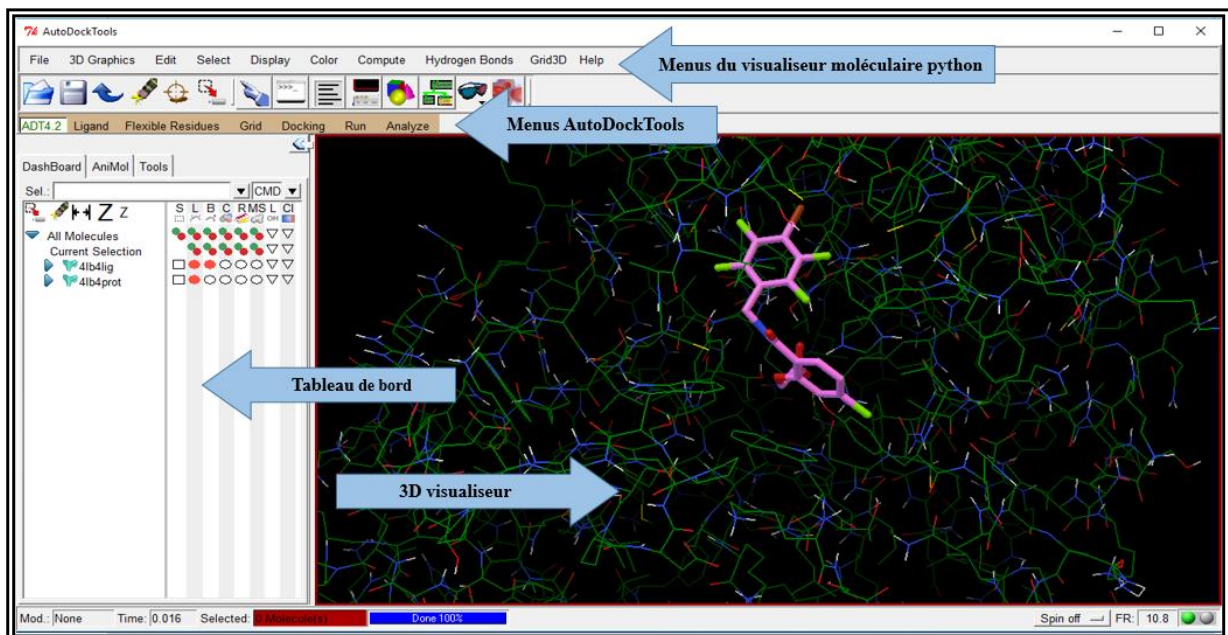 AutoDockTools
File 3D Graphics Edit Select Display Color Compute Hydrogen Bonds Grid3D Help
Menus du visualiseur moléculaire python
ADT4.2 Ligand Flexible Residues Grid Docking Run Analyze
Menus AutoDockTools
DashBoard AniMol Tools
Sel.: CMD
Z z S L B C R MS L Cl
All Molecules
Current Selection
4lb4lig
4lb4prot
Tableau de bord
3D visualiseur
Mod.: None Time: 0.016 Selected: 0 Molecule(s) Done 100% Spin off FR: 10.8